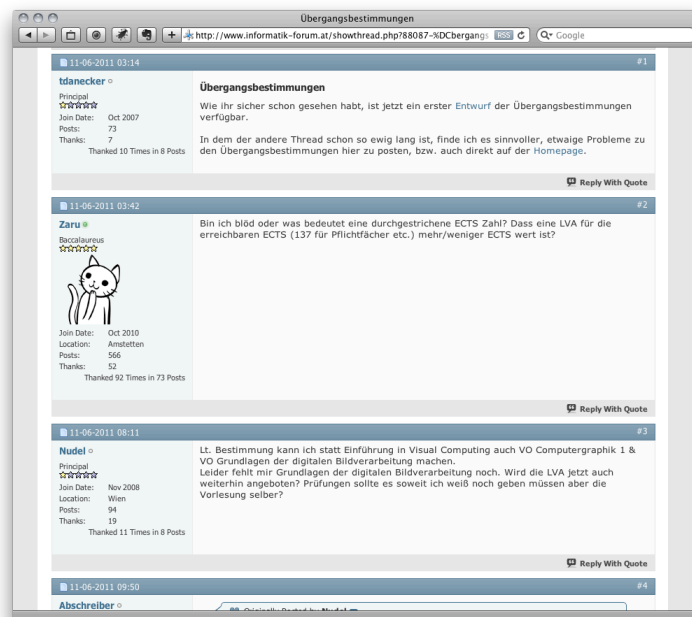 Übergangsbestimmungen
http://www.informatik-forum.at/showthread.php?88087-%DCbergangs RSS Google
11-06-2011 03:14 #1
tdanecker
Principal
Join Date: Oct 2007
Posts: 73
Thanks: 7
Thanked 10 Times in 8 Posts
Übergangsbestimmungen
Wie ihr sicher schon gesehen habt, ist jetzt ein erster Entwurf der Übergangsbestimmungen
verfügbar.
In dem der andere Thread schon so ewig lang ist, finde ich es sinnvoller, etwaige Probleme zu
den Übergangsbestimmungen hier zu posten, bzw. auch direkt auf der Homepage.
Reply With Quote
11-06-2011 03:42 #2
Zaru
Baccalaureus
Join Date: Oct 2010
Location: Amstetten
Posts: 566
Thanks: 52
Thanked 92 Times in 73 Posts
Bin ich blöd oder was bedeutet eine durchgestrichene ECTS Zahl? Dass eine LVA für die
erreichbaren ECTS (137 für Pflichtfächer etc.) mehr/weniger ECTS wert ist?
Reply With Quote
11-06-2011 08:11 #3
Nudel
Principal
Join Date: Nov 2008
Location: Wien
Posts: 94
Thanks: 19
Thanked 11 Times in 8 Posts
Lt. Bestimmung kann ich statt Einführung in Visual Computing auch VO Computergraphik 1 &
VO Grundlagen der digitalen Bildverarbeitung machen.
Leider fehlt mir Grundlagen der digitalen Bildverarbeitung noch. Wird die LVA jetzt auch
weiterhin angeboten? Prüfungen sollte es soweit ich weiß noch geben müssen aber die
Vorlesung selber?
Reply With Quote
11-06-2011 09:50 #4
Abschreiber
Originally Posted by Nudel